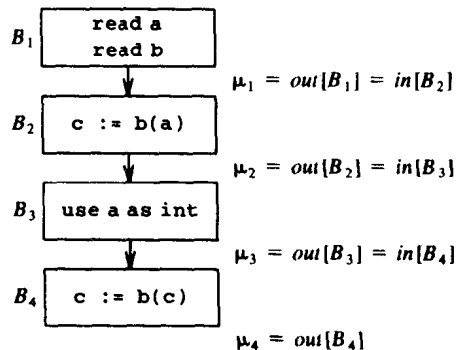 B₁
read a
read b
μ₁ = out[B₁] = in[B₂]
B₂
c := b(a)
μ₂ = out[B₂] = in[B₃]
B₃
use a as int
μ₃ = out[B₃] = in[B₄]
B₄
c := b(c)
μ₄ = out[B₄]